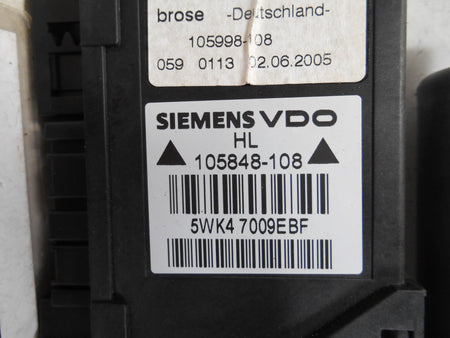 brose -Deutschland-
105998-108
059 0113 02.06.2005
SIEMENS VDO
HL
105848-108
5WK4 7009EBF